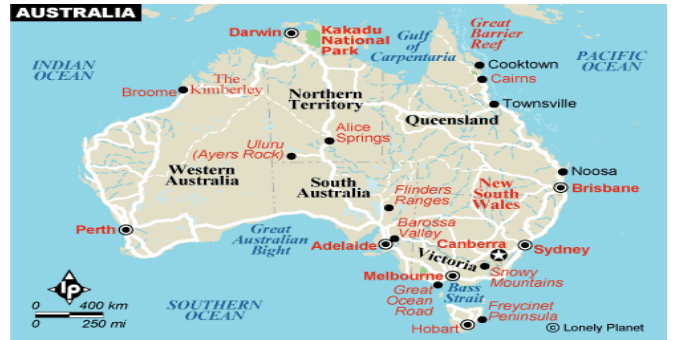 AUSTRALIA
Darwin
Kakadu
National
Park
Gulf
of
Carpentaria
Great
Barrier
Reef
INDIAN
OCEAN
PACIFIC
OCEAN
Cooktown
Cairns
The
Kimberley
Broome
Northern
Territory
Townsville
Queensland
Alice
Springs
Uluru
(Ayers Rock)
Western
Australia
South
Australia
Noosa
Brisbane
Flinders
Ranges
New
South
Wales
Perth
Great
Australian
Bight
Barossa
Valley
Adelaide
Canberra
Sydney
Victoria
Melbourne
Snowy
Mountains
Great
Ocean
Road
Bass
Strait
Freycinet
Peninsula
Hobart
SOUTHERN
OCEAN
lp
0 400 km
0 250 mi
© Lonely Planet